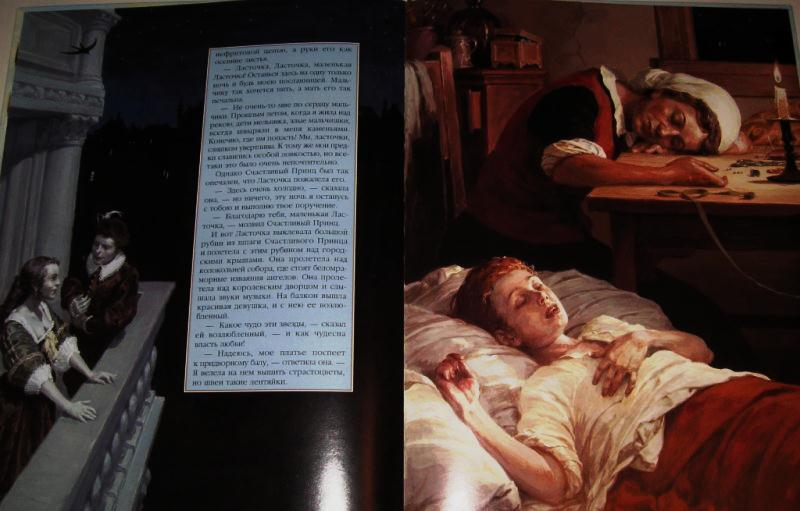 нефритовой цепью, а руки его как
осенние листья.
— Ласточка, Ласточка, маленькая
Ласточка! Останься здесь на одну только
ночь и будь моею посланницей. Маль-
чику так хочется пить, а мать его так
печальна.
— Не очень-то мне по сердцу маль-
чики. Прошлым летом, когда я жила над
рекою, дети мельника, злые мальчишки,
всегда швыряли в меня каменьями.
Конечно, где им попасть! Мы, ласточки,
слишком увертливы. К тому же мои пред-
ки славились особой ловкостью, но все-
таки это было очень непочтительно.
Однако Счастливый Принц был так
опечален, что Ласточка пожалела его.
— Здесь очень холодно, — сказала
она, — но ничего, эту ночь я останусь
с тобою и выполню твое поручение.
— Благодарю тебя, маленькая Лас-
точка, — молвил Счастливый Принц.
И вот Ласточка выклевала большой
рубин из шпаги Счастливого Принца
и полетела с этим рубином над город-
скими крышами. Она пролетела над
колокольней собора, где стоят беломра-
морные изваяния ангелов. Она проле-
тела над королевским дворцом и слы-
шала звуки музыки. На балкон вышла
красивая девушка, и с нею ее возлю-
бленный.
— Какое чудо эти звезды, — сказал
ей возлюбленный, — и как чудесна
власть любви!
— Надеюсь, мое платье поспеет
к придворному балу, — ответила она. —
Я велела на нем вышить страстоцветы,
но швеи такие лентяйки.